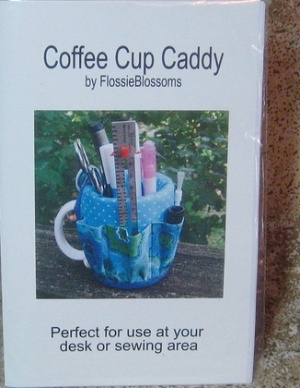 Coffee Cup Caddy
by FlossieBlossoms
Perfect for use at your
desk or sewing area